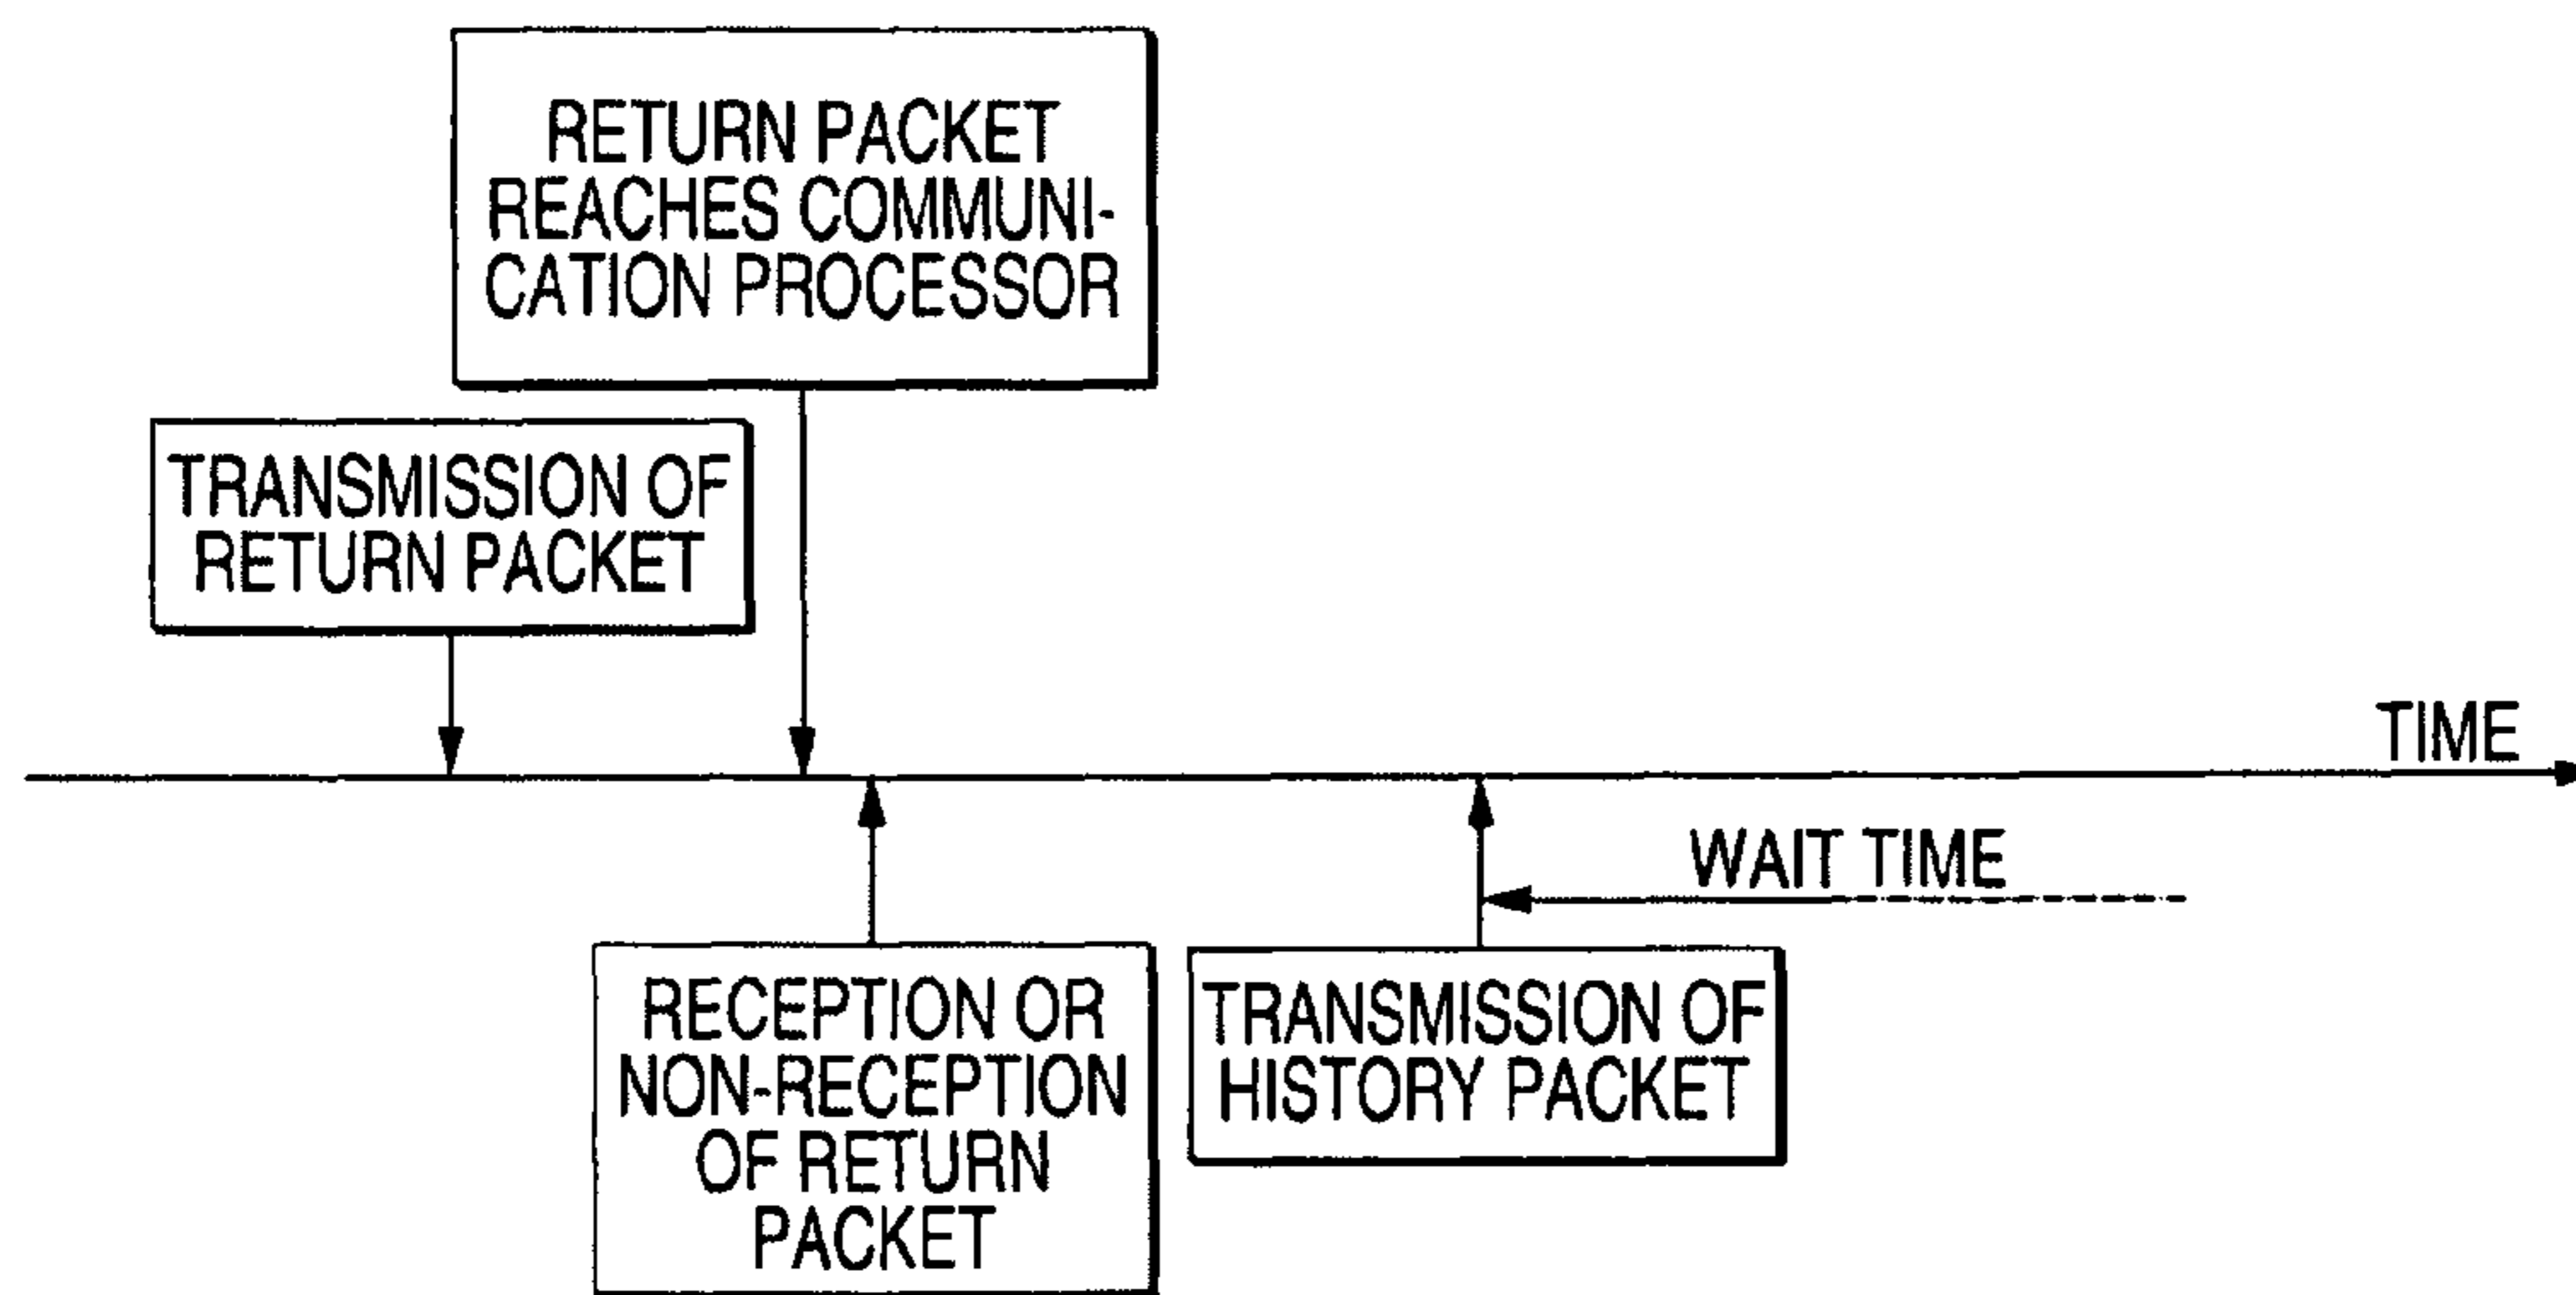 RETURN PACKET
REACHES COMMUNI-
CATION PROCESSOR
TRANSMISSION OF
RETURN PACKET
TIME
WAIT TIME
RECEPTION OR
NON-RECEPTION
OF RETURN
PACKET
TRANSMISSION OF
HISTORY PACKET